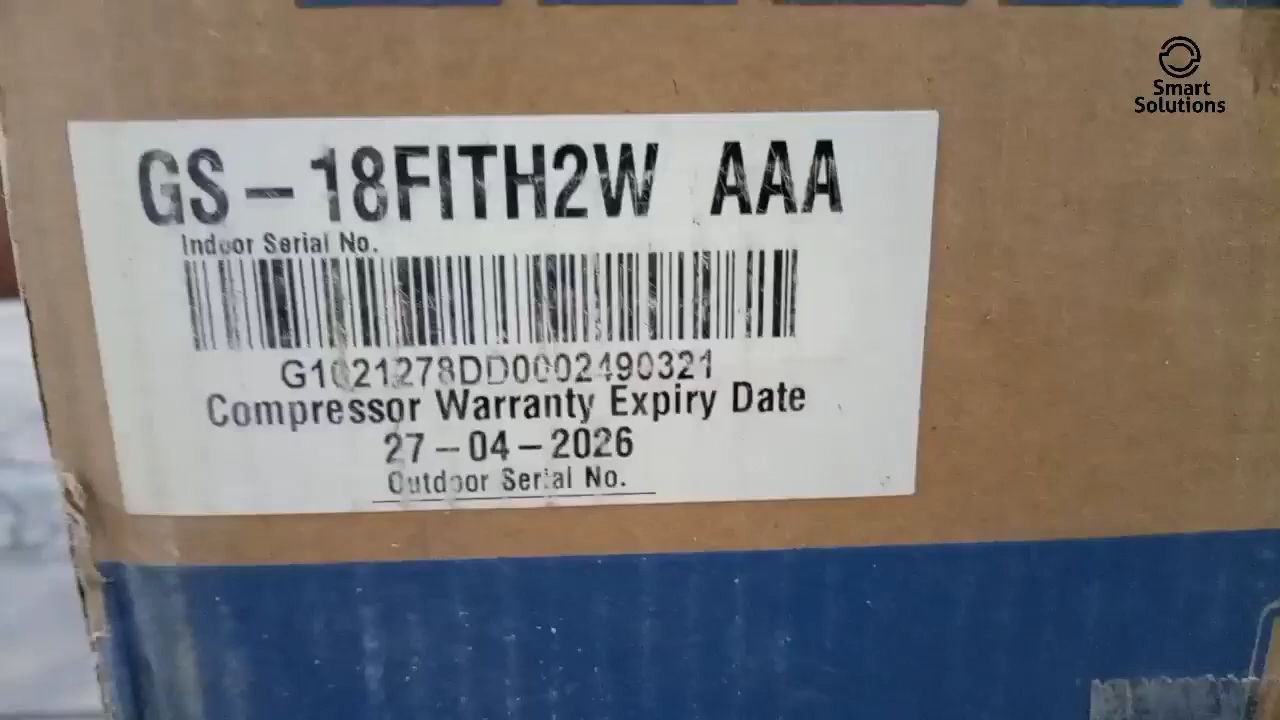 Smart
Solutions
GS-18FITH2W AAA
Indoor Serial No.
G1021278DD0002490321
Compressor Warranty Expiry Date
27-04-2026
Outdoor Serial No.